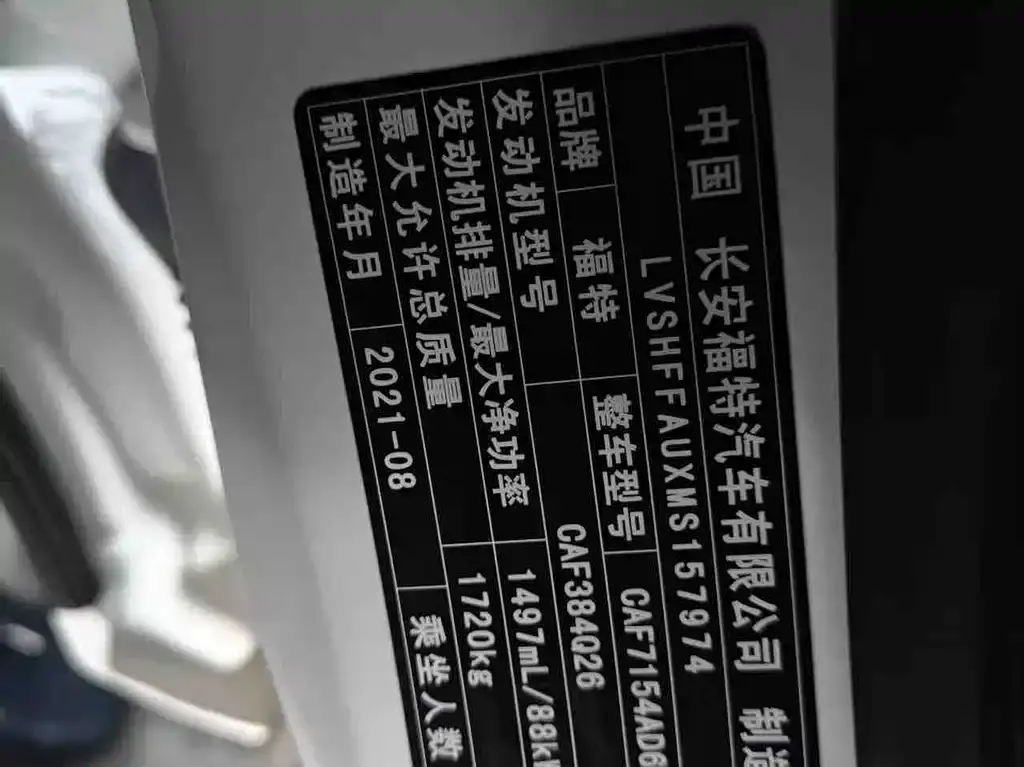 中国 长安福特汽车有限公司 制造
LVSHFFAUXMS157974
品牌 福特 整车型号 CAF7154AD6
发动机型号 CAF384Q26
发动机排量/最大净功率 1497mL/88k
最大允许总质量 1720kg
制造年月 2021-08 乘坐人数